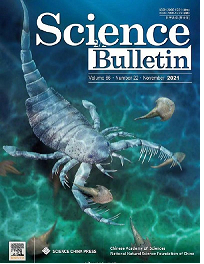 Science
Bulletin
Volume 66 • Number 22 • November 2021
SCIENCE CHINA PRESS
Chinese Academy of Sciences
National Natural Science Foundation of China